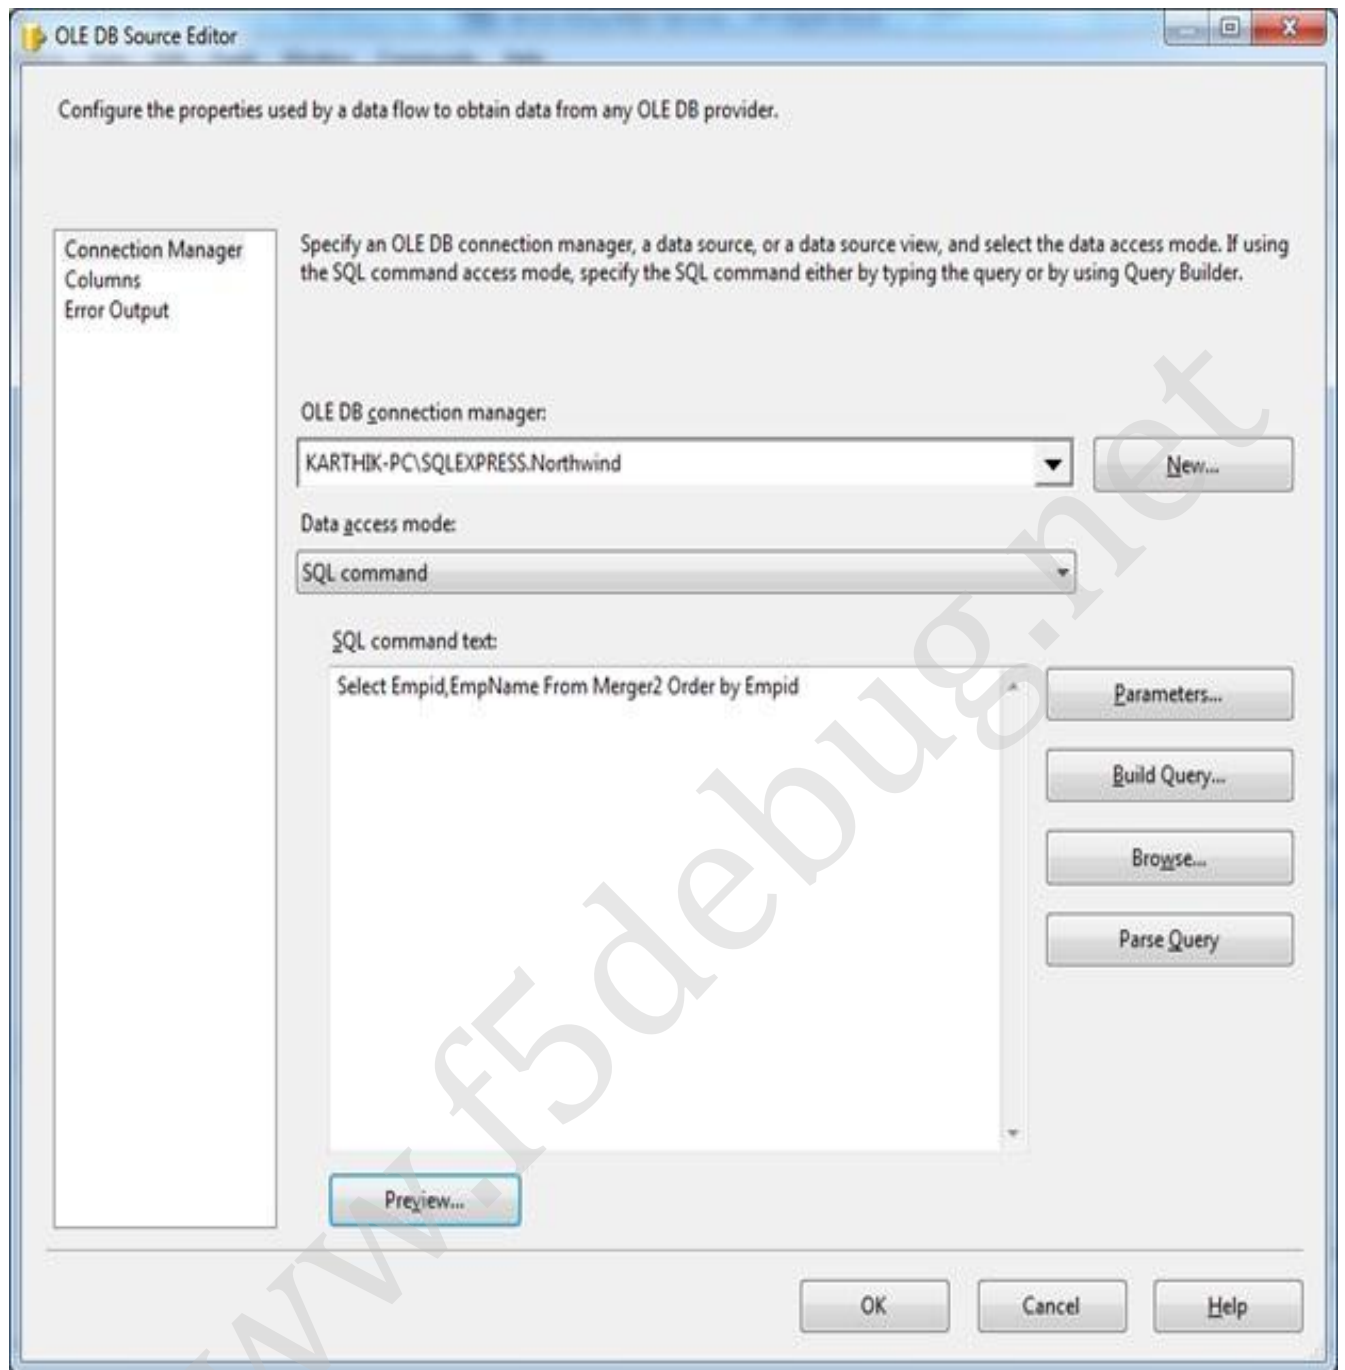 OLE DB Source Editor
Configure the properties used by a data flow to obtain data from any OLE DB provider.
Connection Manager
Columns
Error Output
Specify an OLE DB connection manager, a data source, or a data source view, and select the data access mode. If using
the SQL command access mode, specify the SQL command either by typing the query or by using Query Builder.
OLE DB connection manager:
KARTHIK-PC\SQLEXPRESS.Northwind
New...
Data access mode:
SQL command
SQL command text:
Select Empid,EmpName From Merger2 Order by Empid
Parameters...
Build Query...
Browse...
Parse Query
Preview...
OK
Cancel
Help
www.f5debug.net